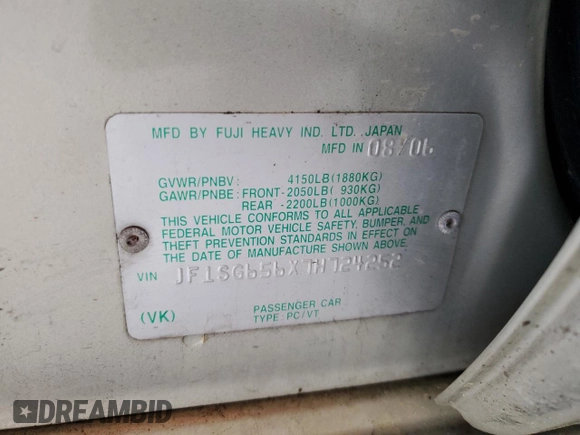 MFD BY FUJI HEAVY IND. LTD. JAPAN
MFD IN 08/06
GVWR/PNBV: 4150LB(1880KG)
GAWR/PNBE: FRONT-2050LB( 930KG)
REAR -2200LB(1000KG)
THIS VEHICLE CONFORMS TO ALL APPLICABLE
FEDERAL MOTOR VEHICLE SAFETY, BUMPER, AND
THEFT PREVENTION STANDARDS IN EFFECT ON
THE DATE OF MANUFACTURE SHOWN ABOVE.
VIN JF1SG656X7H724252
PASSENGER CAR
(VK) TYPE:PC/VT
DREAMBID